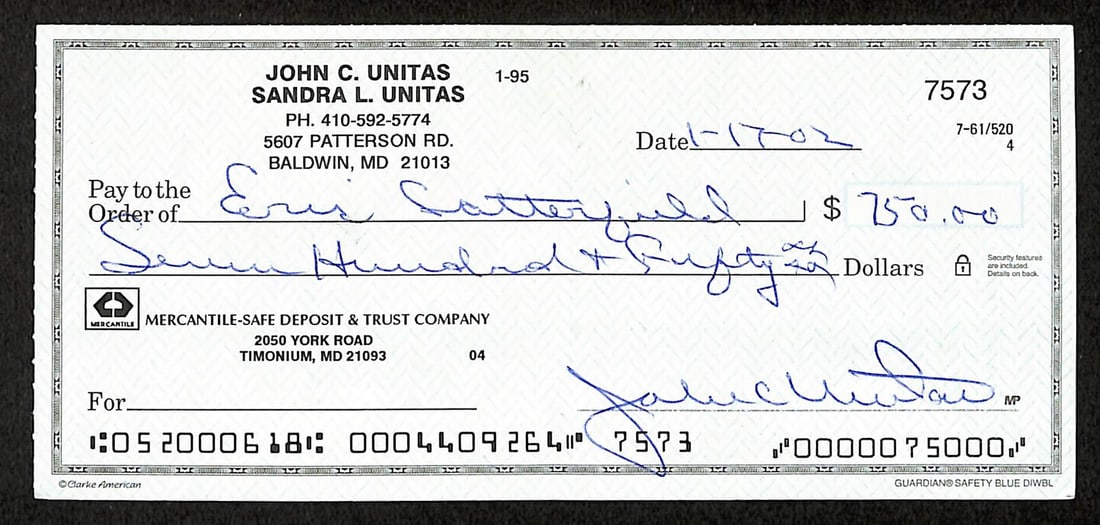 JOHN C. UNITAS 1-95
SANDRA L. UNITAS
7573
PH. 410-592-5774
5607 PATTERSON RD.
BALDWIN, MD 21013
Date 1-17-02
7-61/520
4
Pay to the
Order of Eric Satterfield $ 750.00
Seven Hundred + Fifty Dollars
Security features
are included.
Details on back.
MERCANTILE
MERCANTILE-SAFE DEPOSIT & TRUST COMPANY
2050 YORK ROAD
TIMONIUM, MD 21093 04
For
John C Unitas MP
⑆052000618⑆ 0004409264⑈ 7573 ⑈0000075000⑈
©Clarke American
GUARDIAN® SAFETY BLUE DIWBL